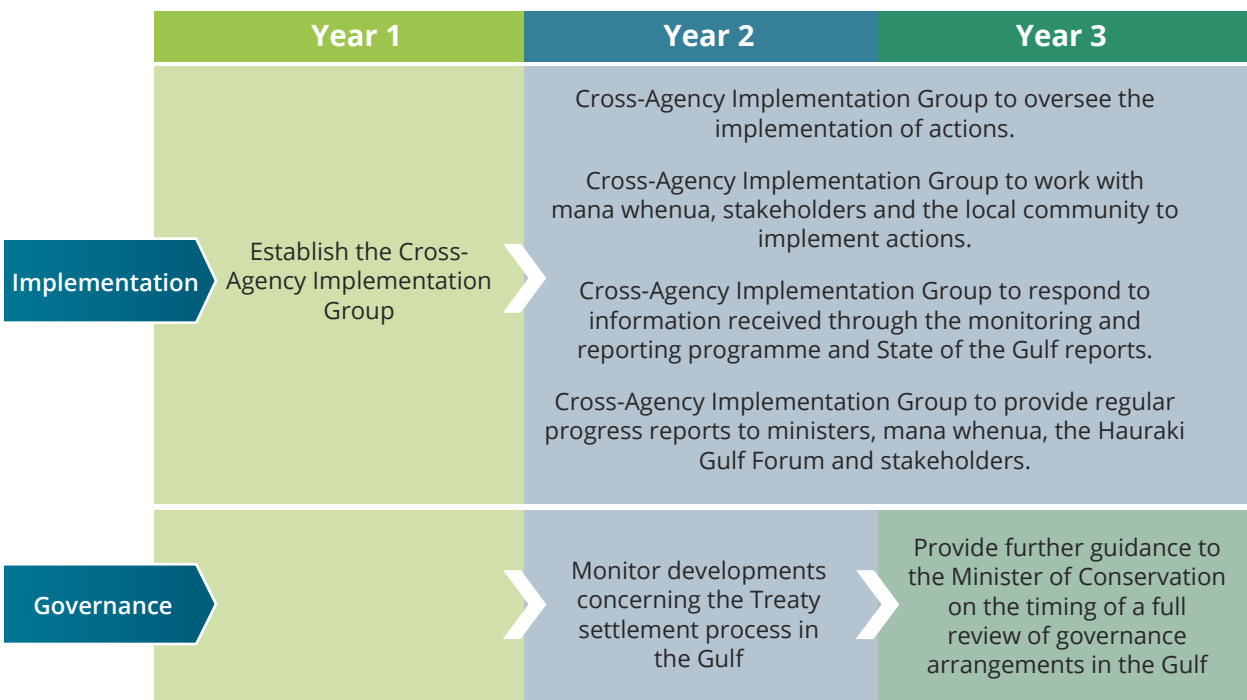 Year 1
Year 2
Year 3
Implementation
Establish the Cross-
Agency Implementation
Group
Cross-Agency Implementation Group to oversee the
implementation of actions.
Cross-Agency Implementation Group to work with
mana whenua, stakeholders and the local community to
implement actions.
Cross-Agency Implementation Group to respond to
information received through the monitoring and
reporting programme and State of the Gulf reports.
Cross-Agency Implementation Group to provide regular
progress reports to ministers, mana whenua, the Hauraki
Gulf Forum and stakeholders.
Governance
Monitor developments
concerning the Treaty
settlement process in
the Gulf
Provide further guidance to
the Minister of Conservation
on the timing of a full
review of governance
arrangements in the Gulf